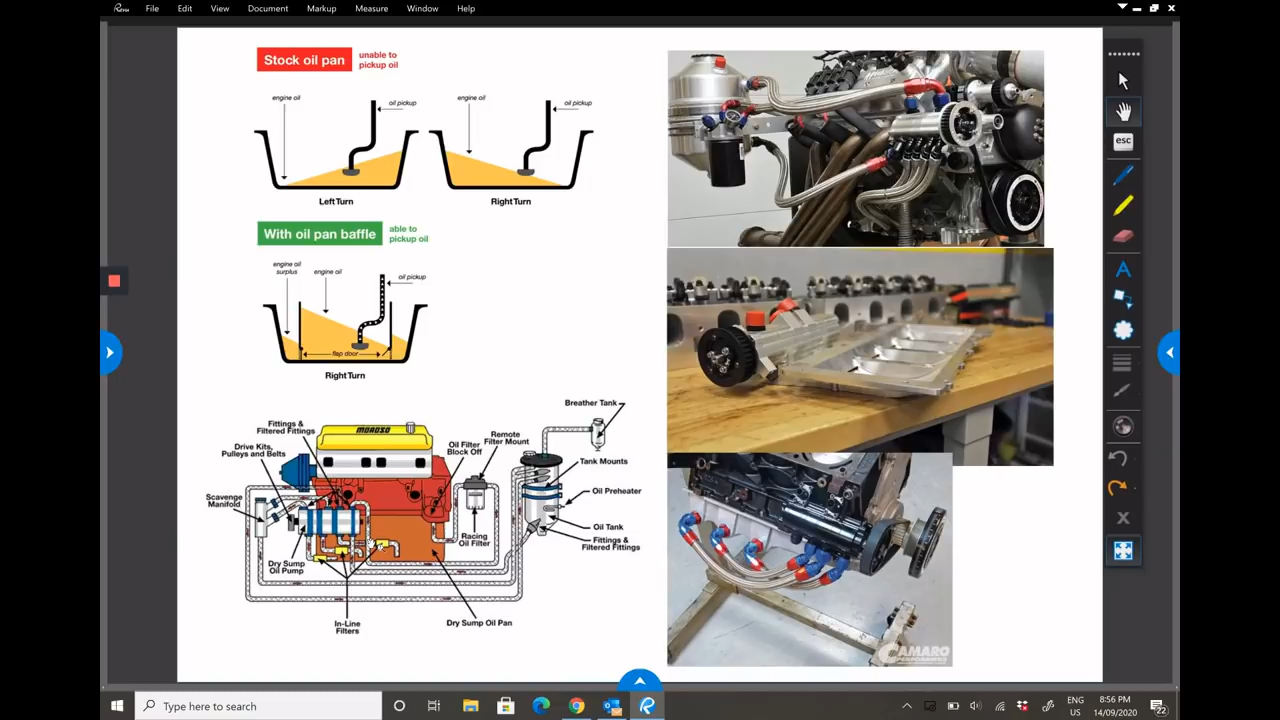 File Edit View Document Markup Measure Window Help
Stock oil pan
unable to
pickup oil
engine oil
oil pickup
engine oil
oil pickup
Left Turn
Right Turn
With oil pan baffle
able to
pickup oil
engine oil
surplus
engine oil
oil pickup
flap door
Right Turn
Breather Tank
Fittings &
Filtered Fittings
MOROSO
Drive Kits,
Pulleys and Belts
Oil Filter
Block Off
Remote
Filter Mount
Tank Mounts
Scavenge
Manifold
Oil Preheater
Oil Tank
Racing
Oil Filter
Fittings &
Filtered Fittings
Dry Sump
Oil Pump
In-Line
Filters
Dry Sump Oil Pan
CAMARO
esc
Type here to search
ENG
US
8:56 PM
14/09/2020
22